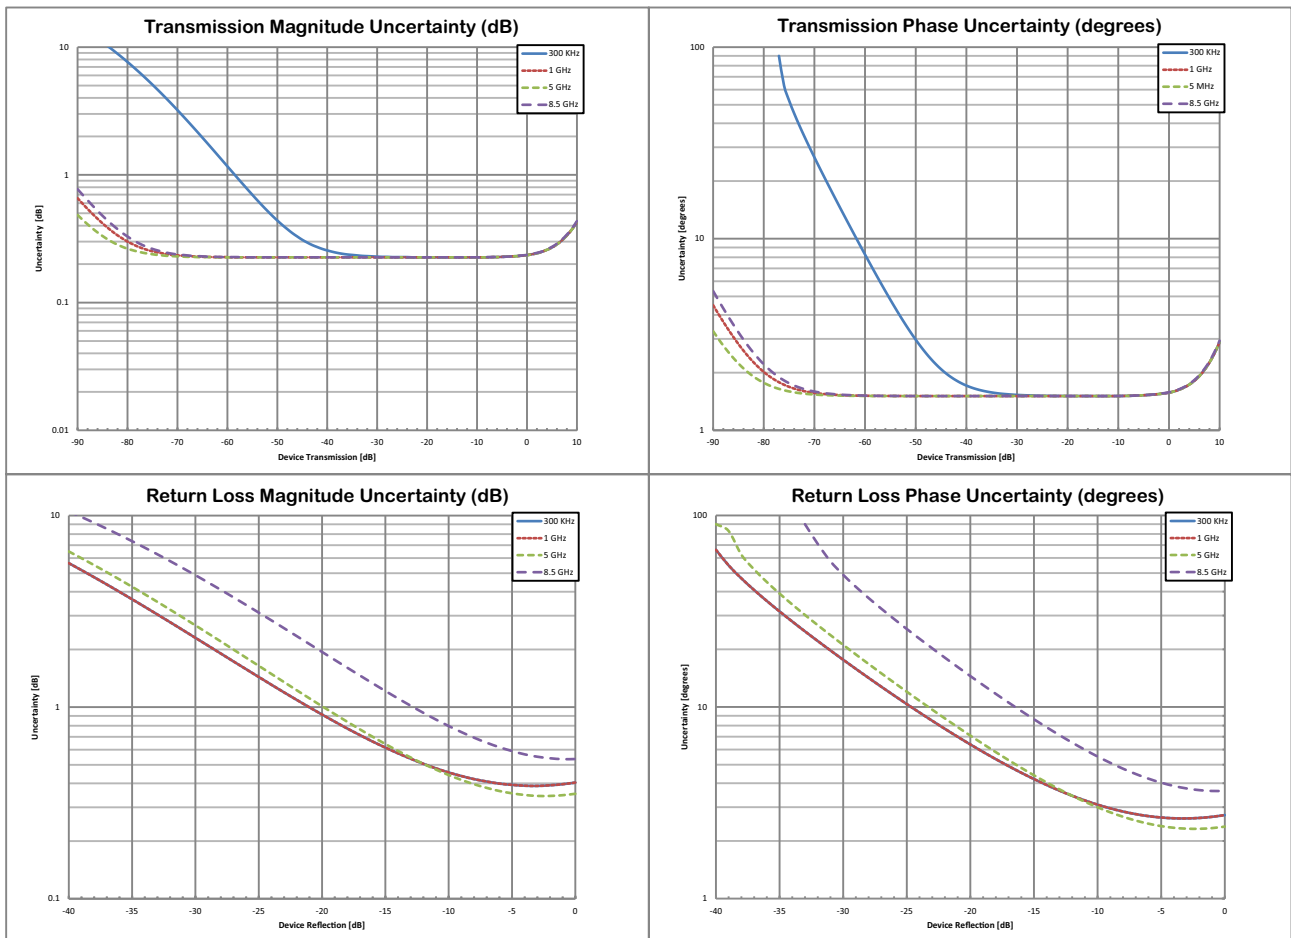 Transmission Magnitude Uncertainty (dB)
10
1
0.1
0.01
Uncertainty [dB]
300 KHz
1 GHz
5 GHz
8.5 GHz
-90 -80 -70 -60 -50 -40 -30 -20 -10 0 10
Device Transmission [dB]
Transmission Phase Uncertainty (degrees)
100
10
1
Uncertainty [degrees]
300 KHz
1 GHz
5 MHz
8.5 GHz
-90 -80 -70 -60 -50 -40 -30 -20 -10 0 10
Device Transmission [dB]
Return Loss Magnitude Uncertainty (dB)
10
1
0.1
Uncertainty [dB]
300 KHz
1 GHz
5 GHz
8.5 GHz
-40 -35 -30 -25 -20 -15 -10 -5 0
Device Reflection [dB]
Return Loss Phase Uncertainty (degrees)
100
10
1
Uncertainty [degrees]
300 KHz
1 GHz
5 GHz
8.5 GHz
-40 -35 -30 -25 -20 -15 -10 -5 0
Device Reflection [dB]